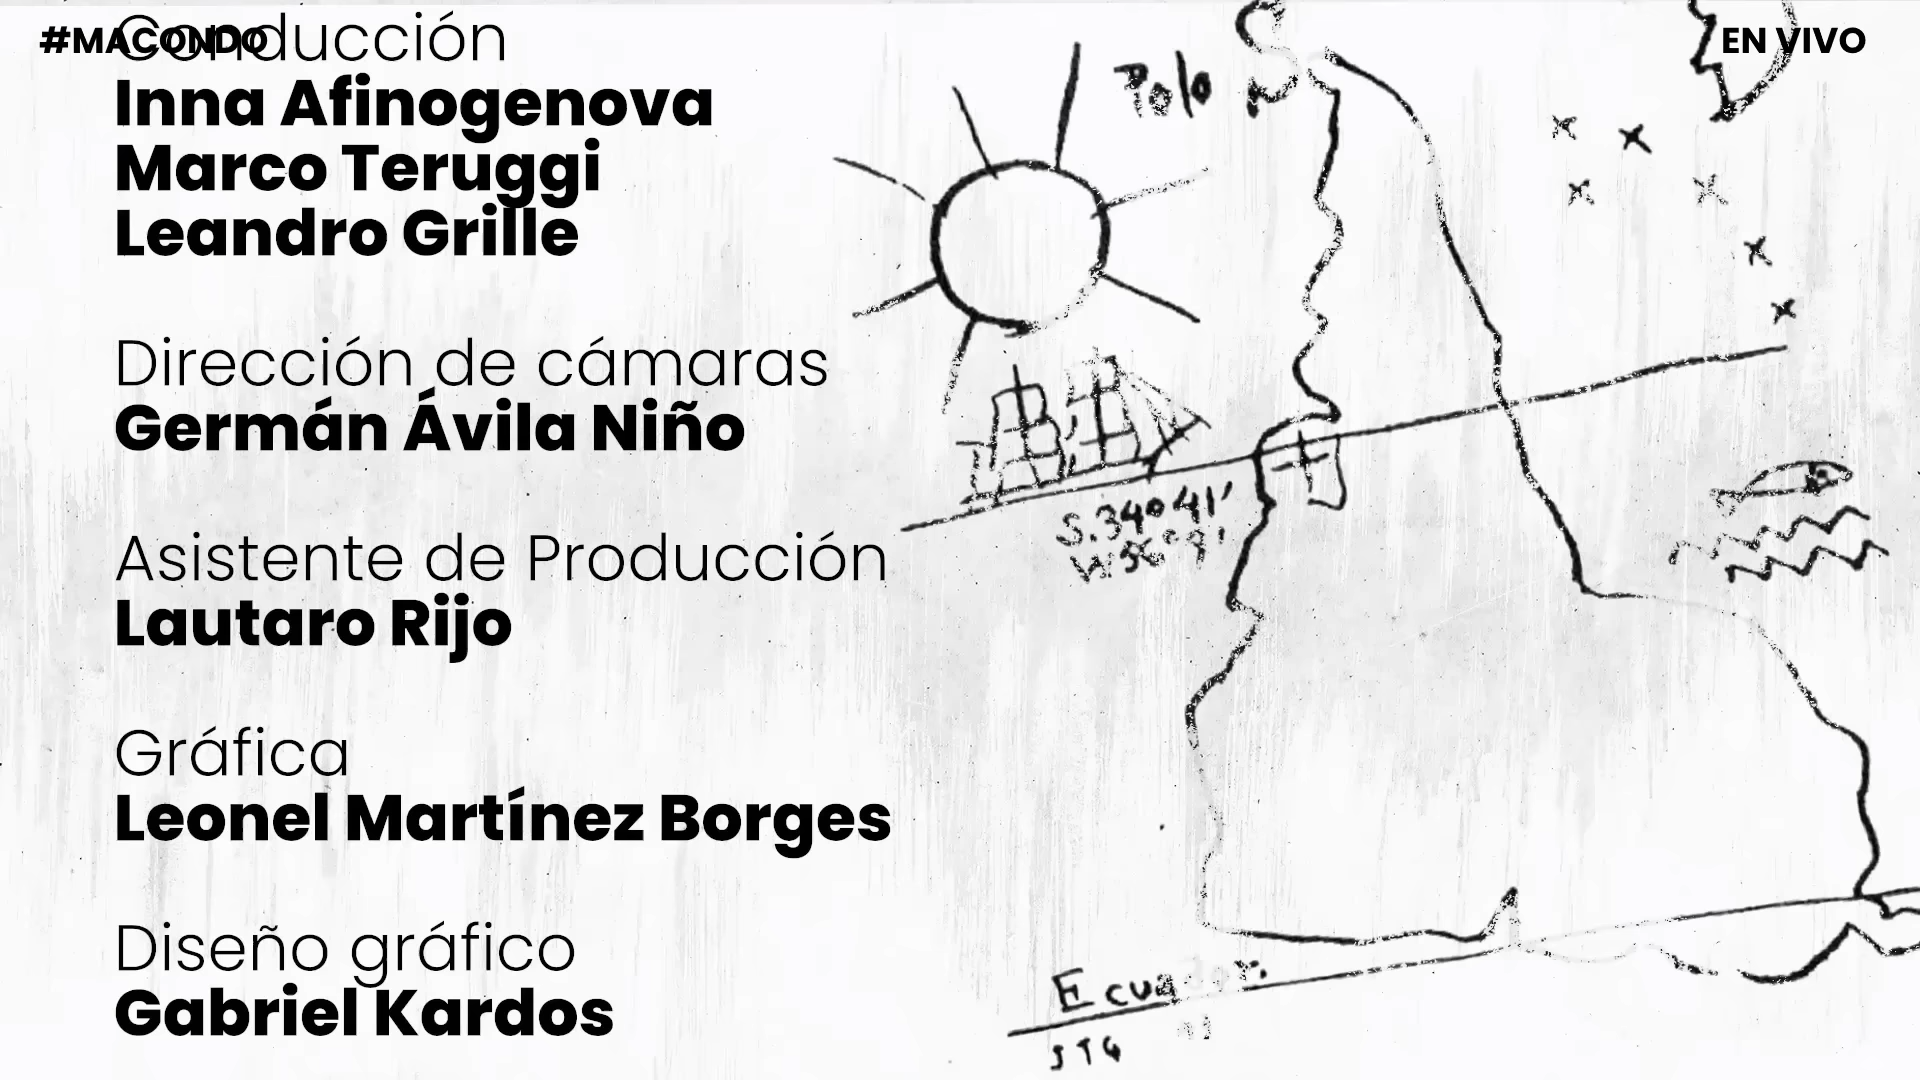 #MACONDO
EN VIVO
Conducción
Inna Afinogenova
Marco Teruggi
Leandro Grille
Dirección de cámaras
Germán Ávila Niño
Asistente de Producción
Lautaro Rijo
Gráfica
Leonel Martínez Borges
Diseño gráfico
Gabriel Kardos
Polo
S
S.34°41'
Ecuador.